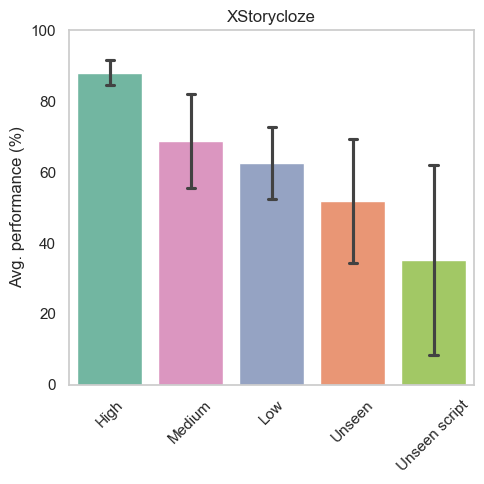 XStorycloze
Avg. performance (%)
100
80
60
40
20
0
High
Medium
Low
Unseen
Unseen script